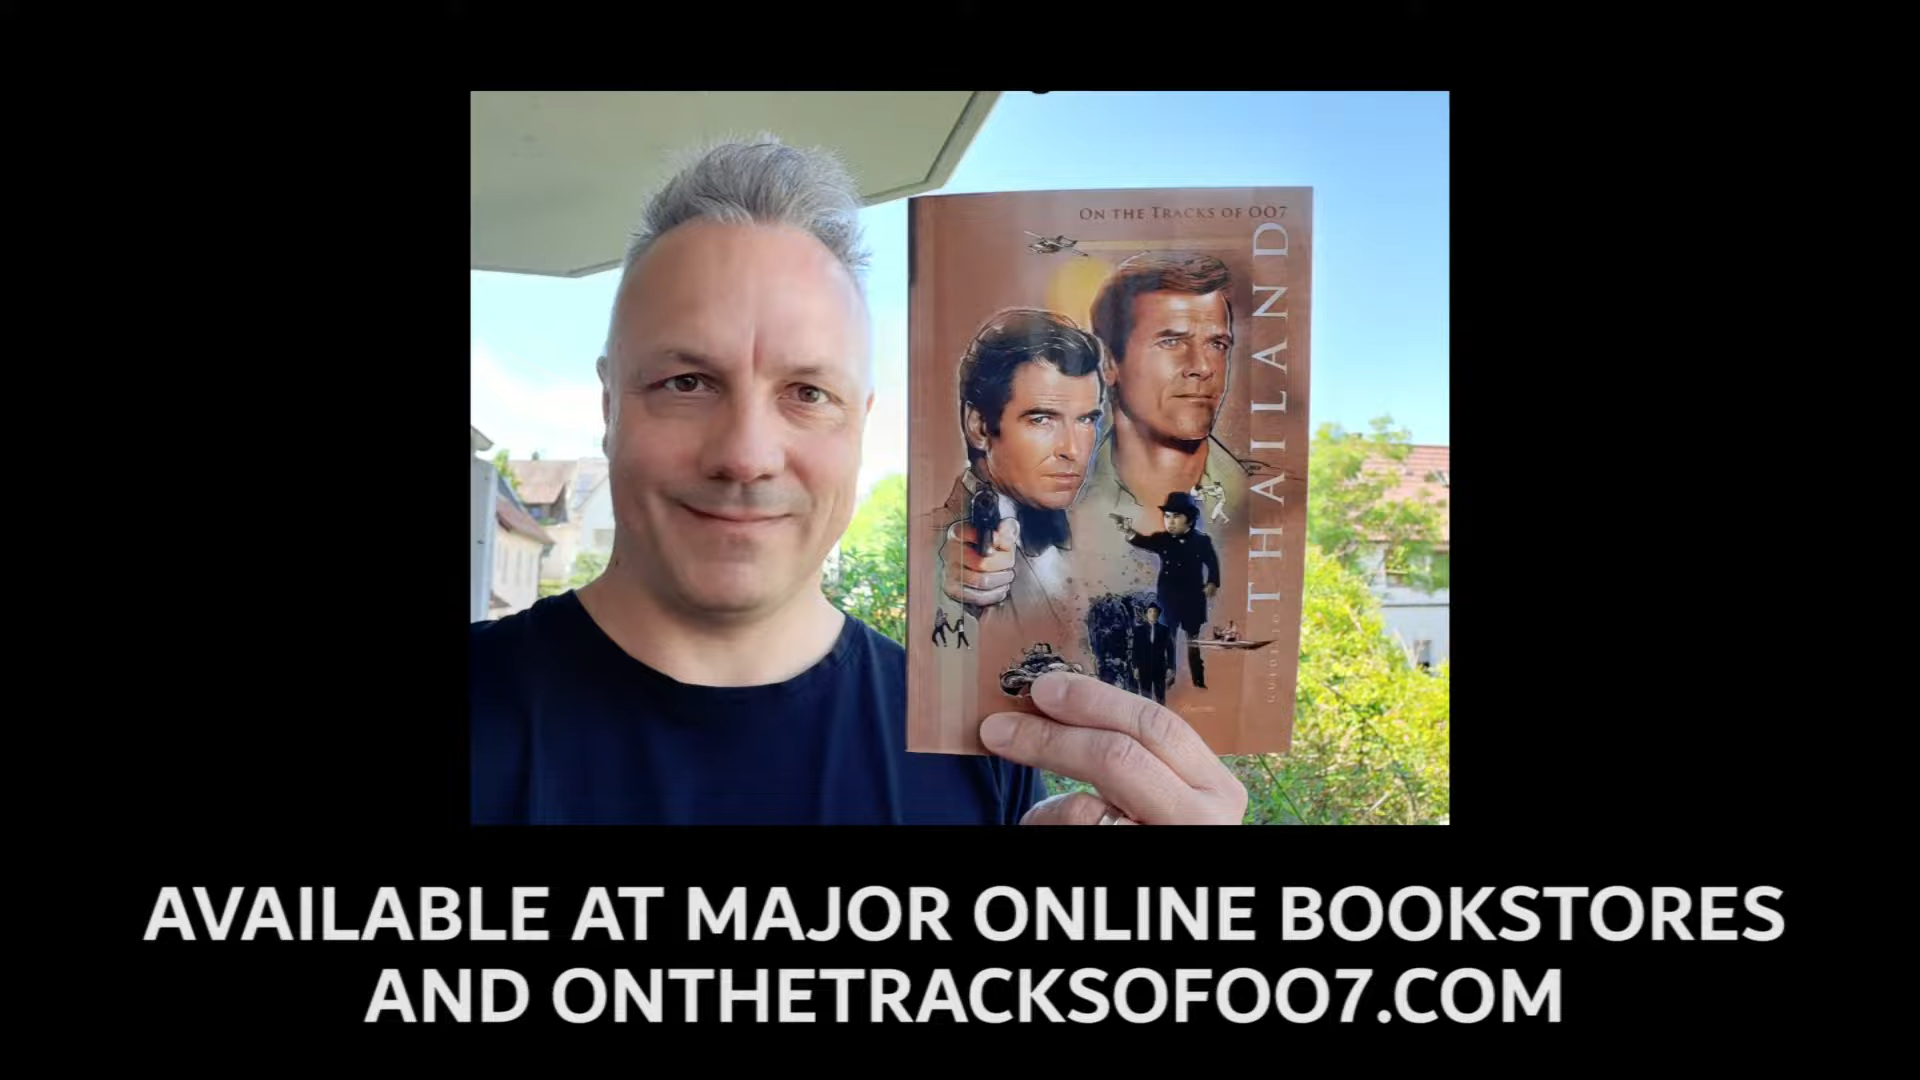 ON THE TRACKS OF 007
THAILAND
AVAILABLE AT MAJOR ONLINE BOOKSTORES
AND ONTHETRACKSOF007.COM